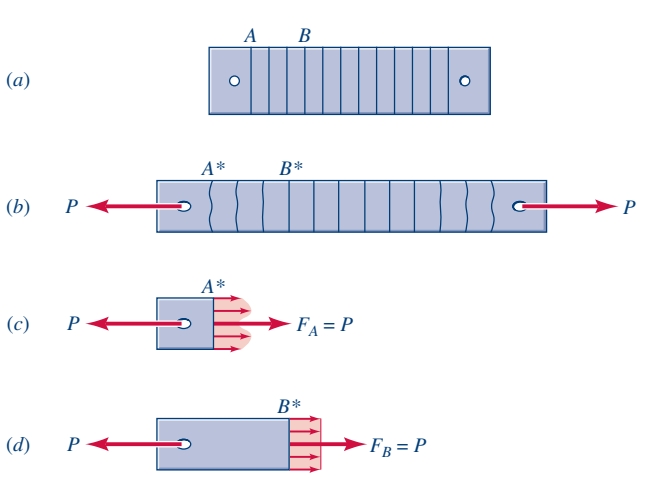 A B
(a)
A* B*
(b) P P
A*
(c) P F_A = P
B*
(d) P F_B = P